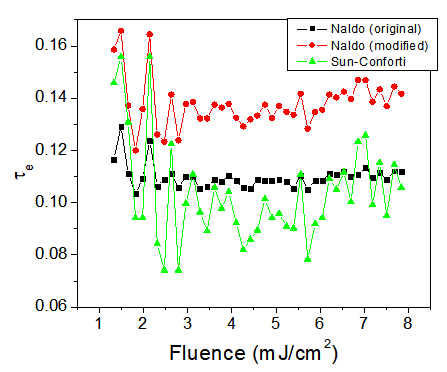 Naldo (original)
Naldo (modified)
Sun-Conforti
0.16
0.14
0.12
0.10
0.08
0.06
τe
1 2 3 4 5 6 7 8
Fluence (mJ/cm²)